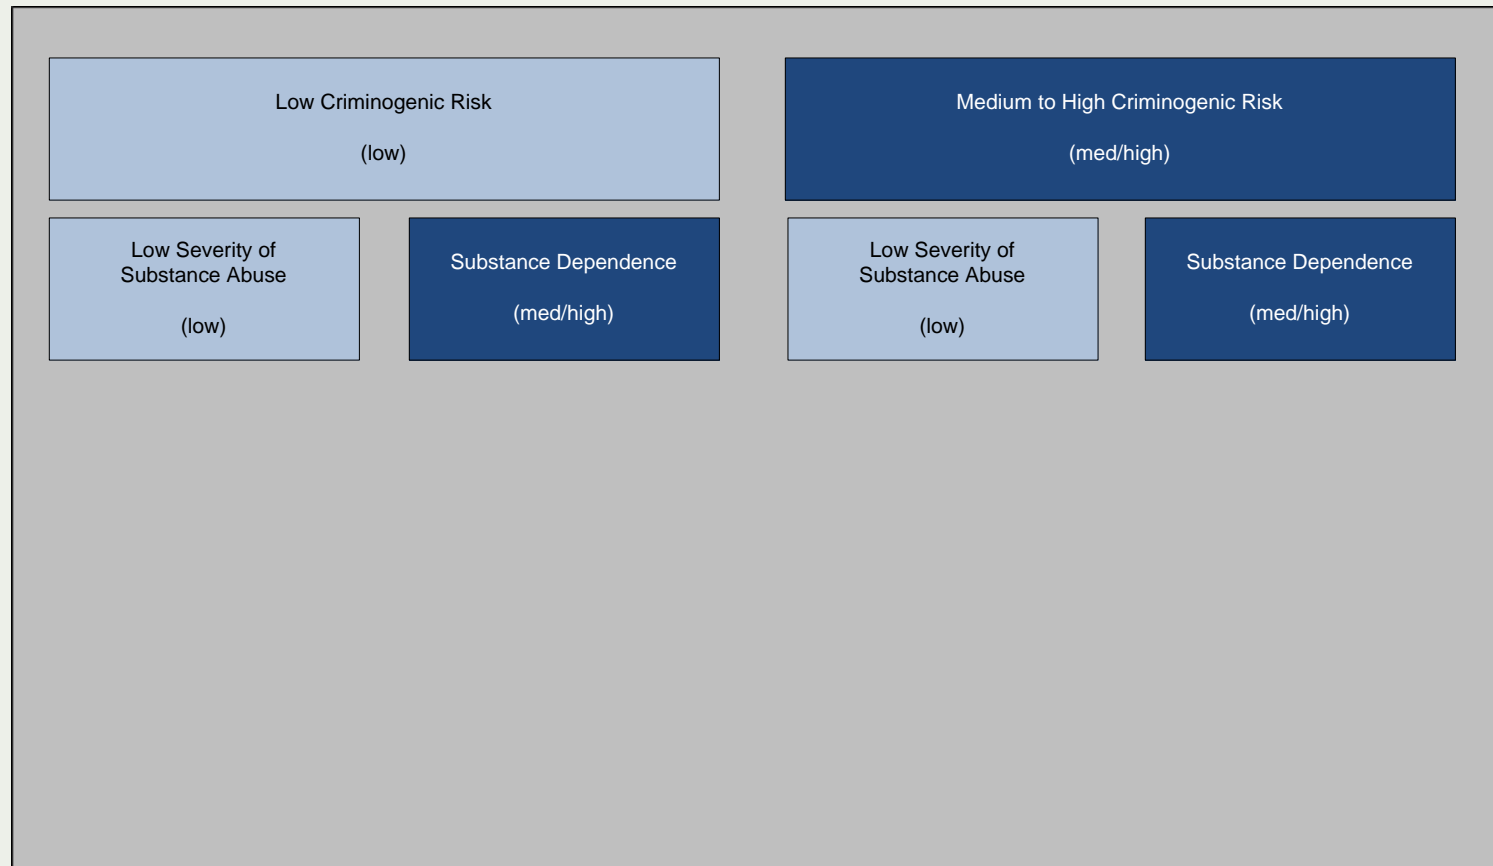 Low Criminogenic Risk
(low)
Medium to High Criminogenic Risk
(med/high)
Low Severity of
Substance Abuse
(low)
Substance Dependence
(med/high)
Low Severity of
Substance Abuse
(low)
Substance Dependence
(med/high)